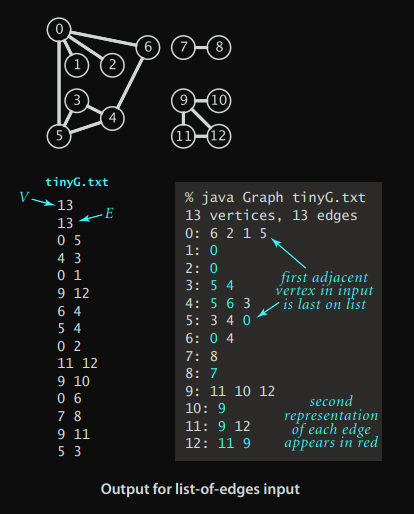 0
6
7
8
1
2
3
9
10
4
5
11
12
tinyG.txt
V
13
13
E
0 5
4 3
0 1
9 12
6 4
5 4
0 2
11 12
9 10
0 6
7 8
9 11
5 3
% java Graph tinyG.txt
13 vertices, 13 edges
0: 6 2 1 5
1: 0
2: 0
3: 5 4
4: 5 6 3
5: 3 4 0
6: 0 4
7: 8
8: 7
9: 11 10 12
10: 9
11: 9 12
12: 11 9
first adjacent
vertex in input
is last on list
second
representation
of each edge
appears in red
Output for list-of-edges input